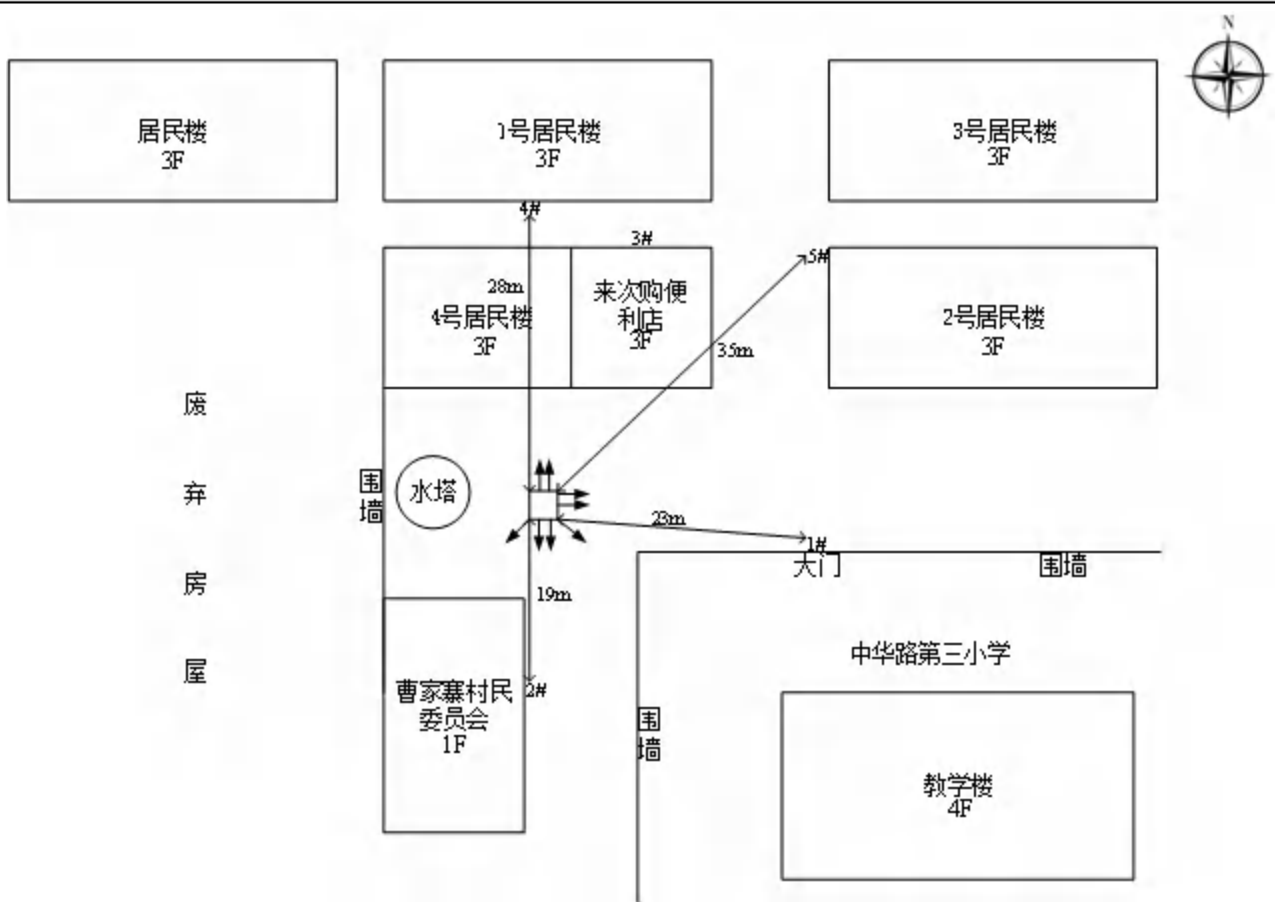 N
居民楼
3F
1号居民楼
3F
3号居民楼
3F
4#
3#
5#
28m
来次购便
利店
3F
4号居民楼
3F
2号居民楼
3F
35m
废
弃
房
屋
围
墙
水塔
23m
1#
大门
围墙
19m
中华路第三小学
曹家寨村民
委员会
1F
2#
围
墙
教学楼
4F